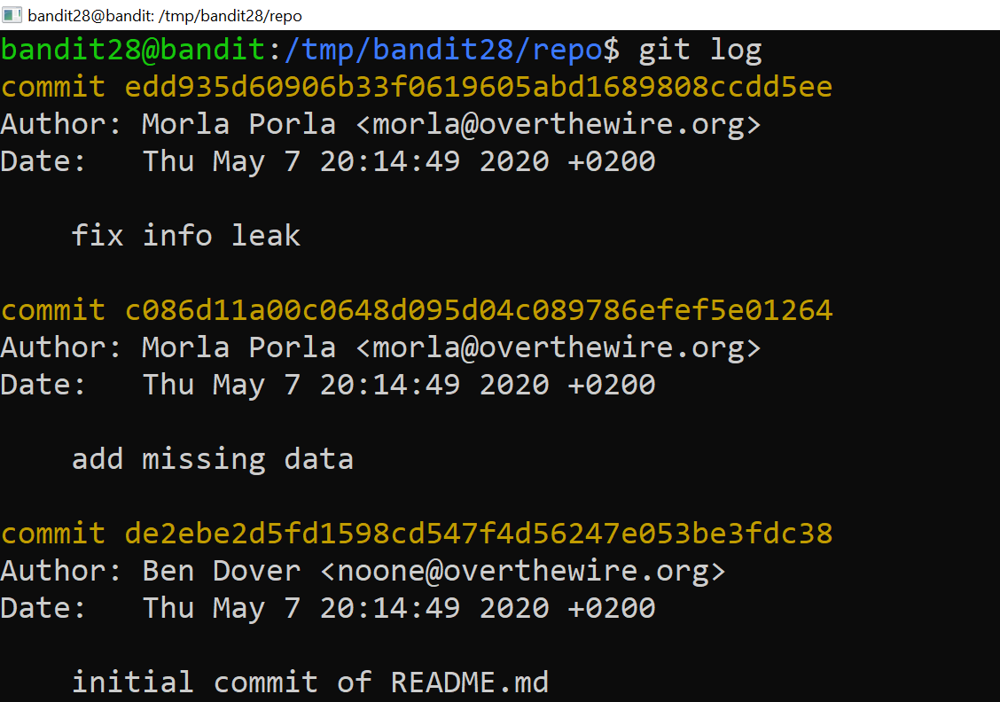 bandit28@bandit: /tmp/bandit28/repo
bandit28@bandit:/tmp/bandit28/repo$ git log
commit edd935d60906b33f0619605abd1689808ccdd5ee
Author: Morla Porla <morla@overthewire.org>
Date:   Thu May 7 20:14:49 2020 +0200
fix info leak
commit c086d11a00c0648d095d04c089786efef5e01264
Author: Morla Porla <morla@overthewire.org>
Date:   Thu May 7 20:14:49 2020 +0200
add missing data
commit de2ebe2d5fd1598cd547f4d56247e053be3fdc38
Author: Ben Dover <noone@overthewire.org>
Date:   Thu May 7 20:14:49 2020 +0200
initial commit of README.md